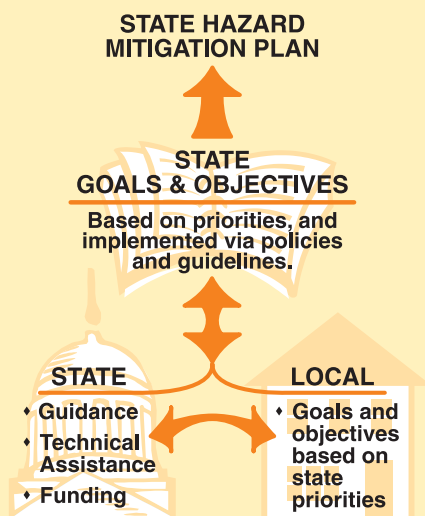 STATE HAZARD
MITIGATION PLAN
STATE
GOALS & OBJECTIVES
Based on priorities, and
implemented via policies
and guidelines.
STATE
• Guidance
• Technical
Assistance
• Funding
LOCAL
• Goals and
objectives
based on
state
priorities